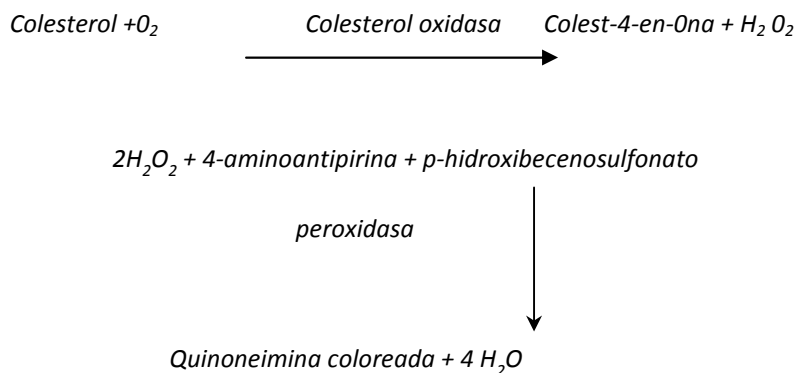 Colesterol +0₂ Colesterol oxidasa Colest-4-en-0na + H₂ 0₂
2H₂O₂ + 4-aminoantipirina + p-hidroxibecenosulfonato
peroxidasa
Quinoneimina coloreada + 4 H₂O